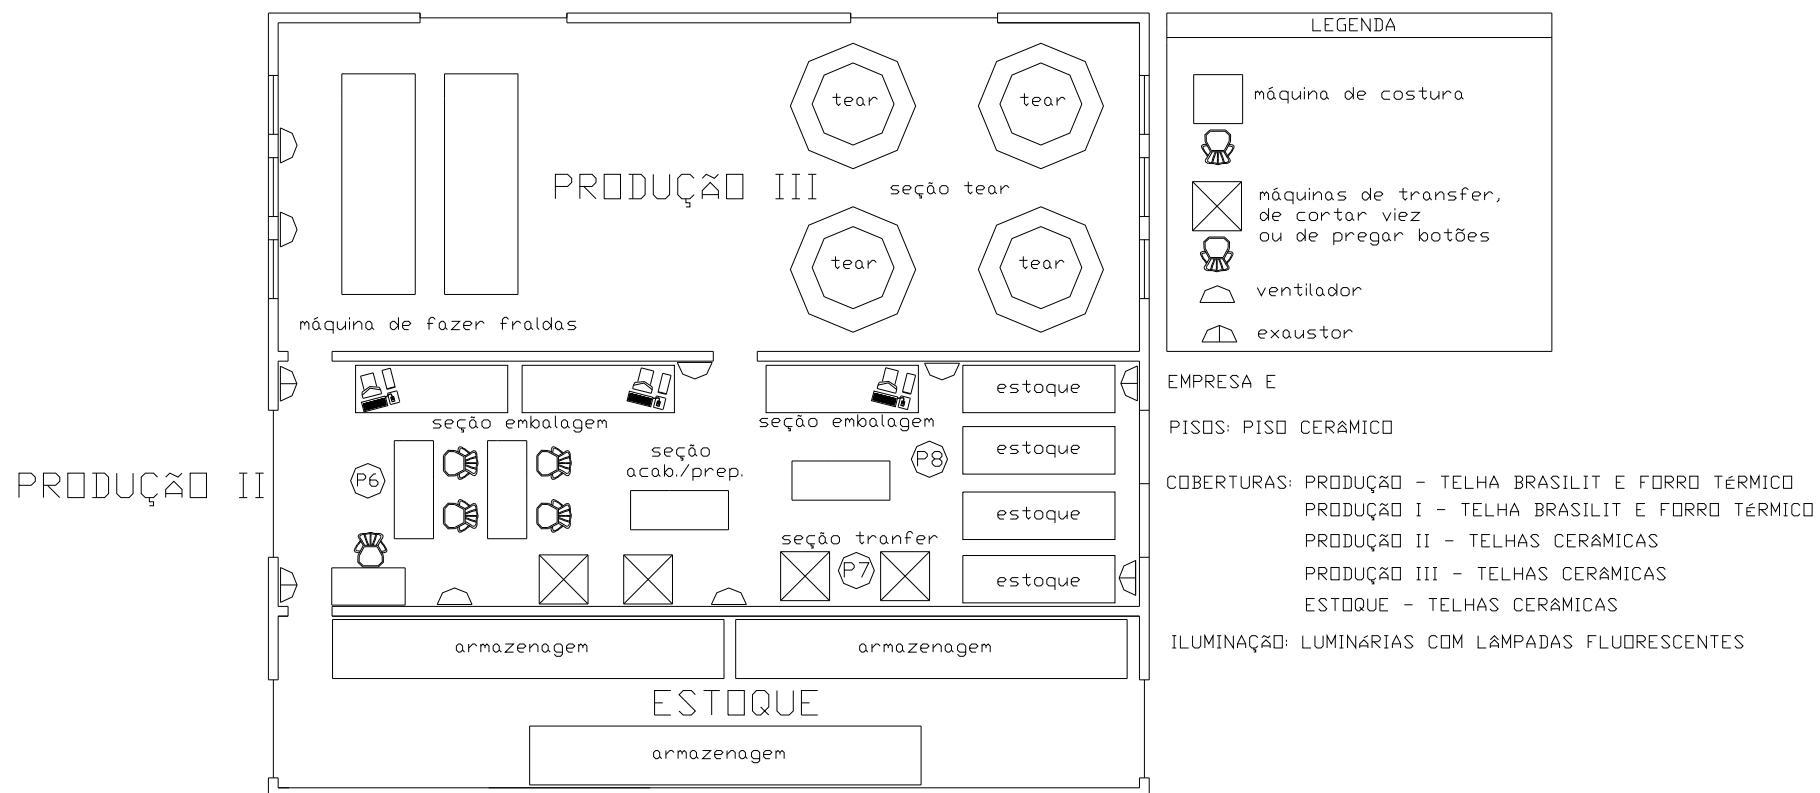 LEGENDA
máquina de costura
máquinas de transfer,
de cortar viez
ou de pregar botões
ventilador
exaustor
tear
tear
PRODUÇÃO III
seção tear
tear
tear
máquina de fazer fraldas
estoque
EMPRESA E
seção embalagem
seção embalagem
PISOS: PISO CERÂMICO
estoque
seção
acab./prep.
P8
P6
PRODUÇÃO II
COBERTURAS: PRODUÇÃO - TELHA BRASILIT E FORRO TÉRMICO
PRODUÇÃO I - TELHA BRASILIT E FORRO TÉRMICO
PRODUÇÃO II - TELHAS CERÂMICAS
PRODUÇÃO III - TELHAS CERÂMICAS
ESTOQUE - TELHAS CERÂMICAS
estoque
seção tranfer
P7
estoque
ILUMINAÇÃO: LUMINÁRIAS COM LÂMPADAS FLUORESCENTES
armazenagem
armazenagem
ESTOQUE
armazenagem